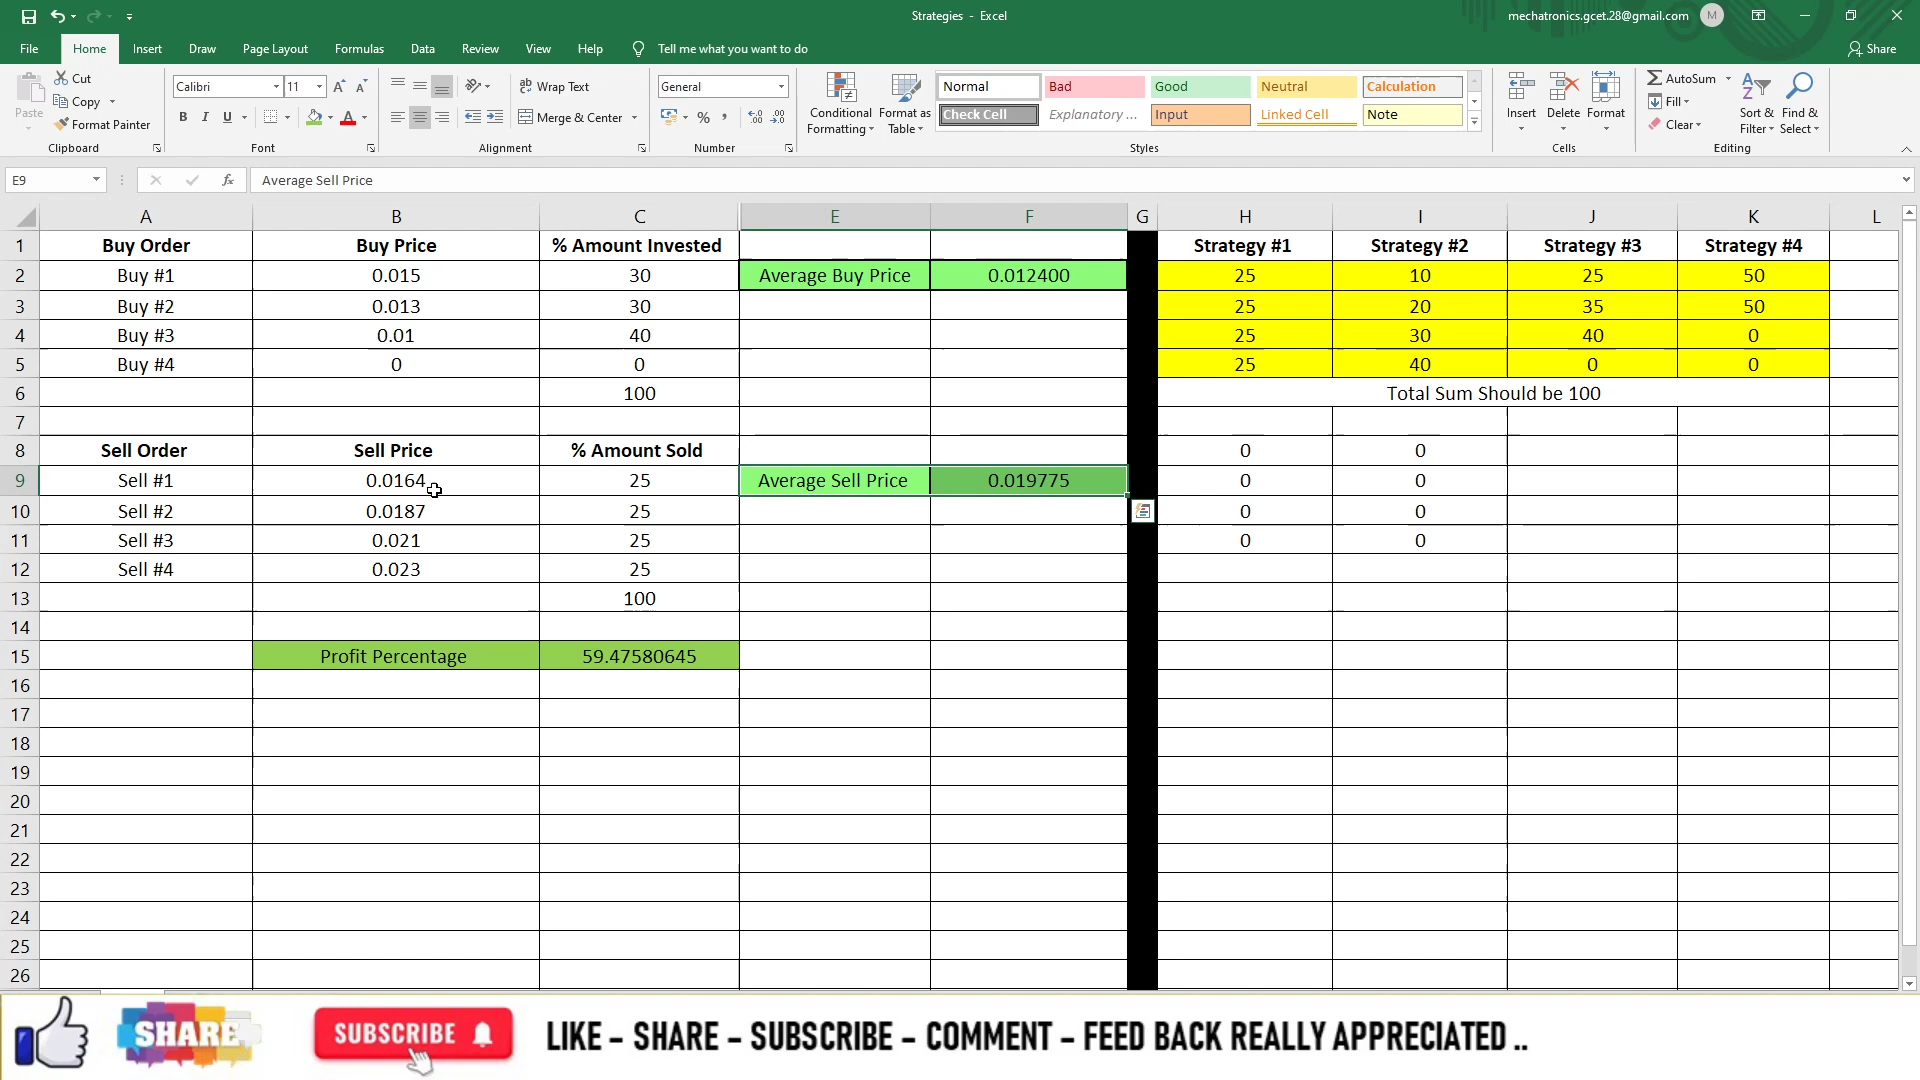 Strategies - Excel
mechatronics.gcet.28@gmail.com M
File Home Insert Draw Page Layout Formulas Data Review View Help Tell me what you want to do Share
Paste Cut Copy Format Painter Clipboard
Calibri 11 A A B I U A Font
Wrap Text Merge & Center Alignment
General % , Number
Conditional Formatting Format as Table
Normal Bad Good Neutral Calculation
Check Cell Explanatory ... Input Linked Cell Note
Styles
Insert Delete Format Cells
AutoSum Fill Clear Sort & Filter Find & Select Editing
E9 fx Average Sell Price
A B C E F G H I J K L
1 Buy Order Buy Price % Amount Invested Strategy #1 Strategy #2 Strategy #3 Strategy #4
2 Buy #1 0.015 30 Average Buy Price 0.012400 25 10 25 50
3 Buy #2 0.013 30 25 20 35 50
4 Buy #3 0.01 40 25 30 40 0
5 Buy #4 0 0 25 40 0 0
6 100 Total Sum Should be 100
7
8 Sell Order Sell Price % Amount Sold 0 0
9 Sell #1 0.0164 25 Average Sell Price 0.019775 0 0
10 Sell #2 0.0187 25 0 0
11 Sell #3 0.021 25 0 0
12 Sell #4 0.023 25
13 100
14
15 Profit Percentage 59.47580645
16
17
18
19
20
21
22
23
24
25
26
SHARE SUBSCRIBE LIKE – SHARE – SUBSCRIBE – COMMENT – FEED BACK REALLY APPRECIATED ..